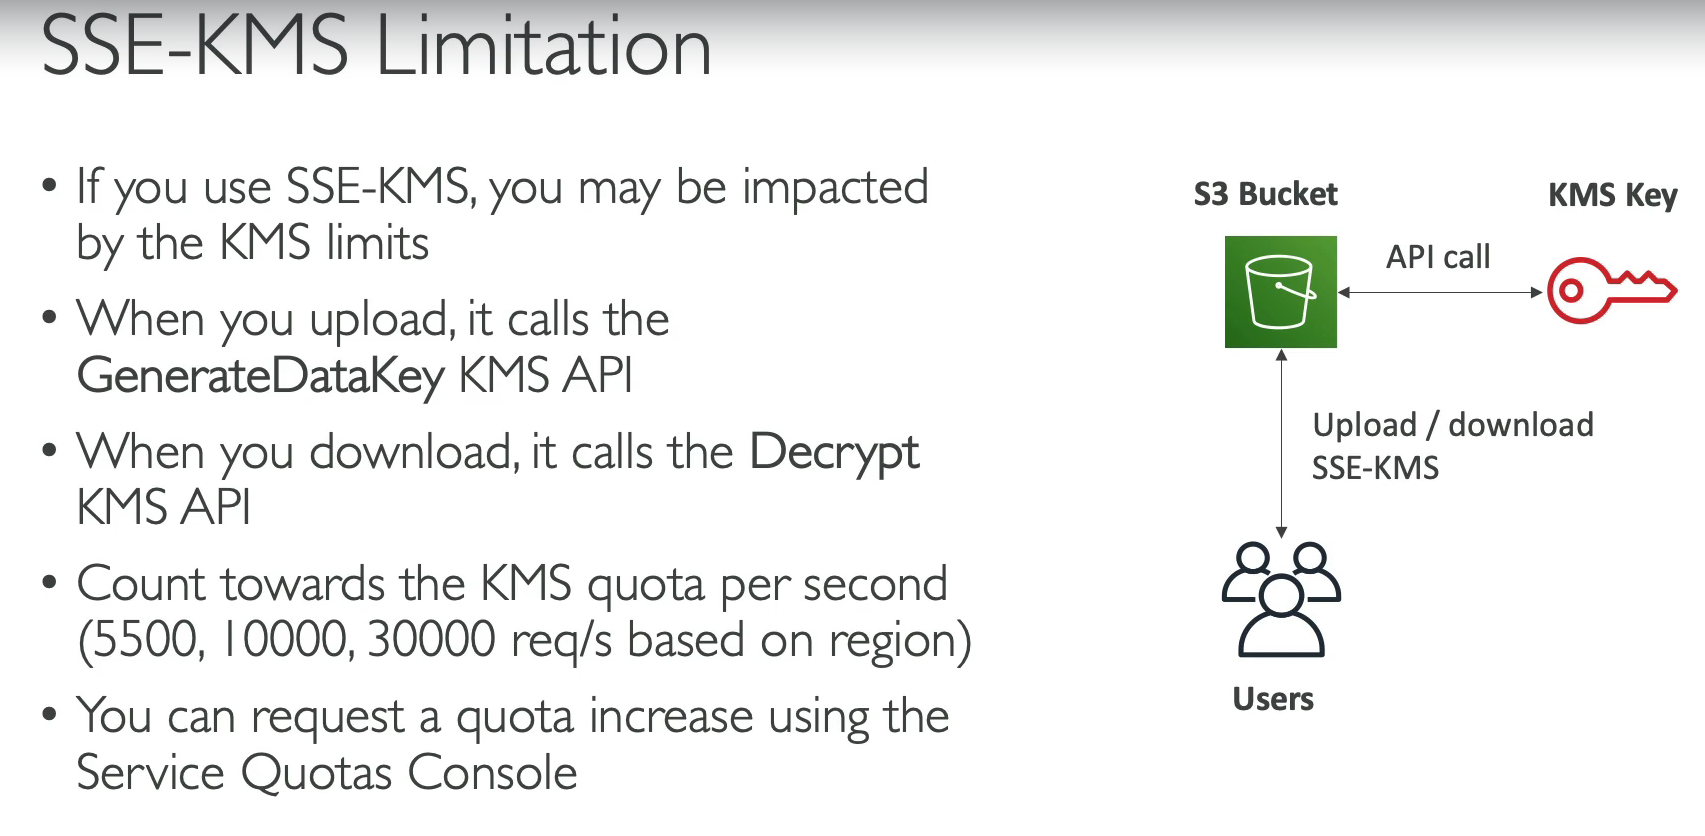 SSE-KMS Limitation
• If you use SSE-KMS, you may be impacted
by the KMS limits
• When you upload, it calls the
GenerateDataKey KMS API
• When you download, it calls the Decrypt
KMS API
• Count towards the KMS quota per second
(5500, 10000, 30000 req/s based on region)
• You can request a quota increase using the
Service Quotas Console
S3 Bucket
KMS Key
API call
Upload / download
SSE-KMS
Users